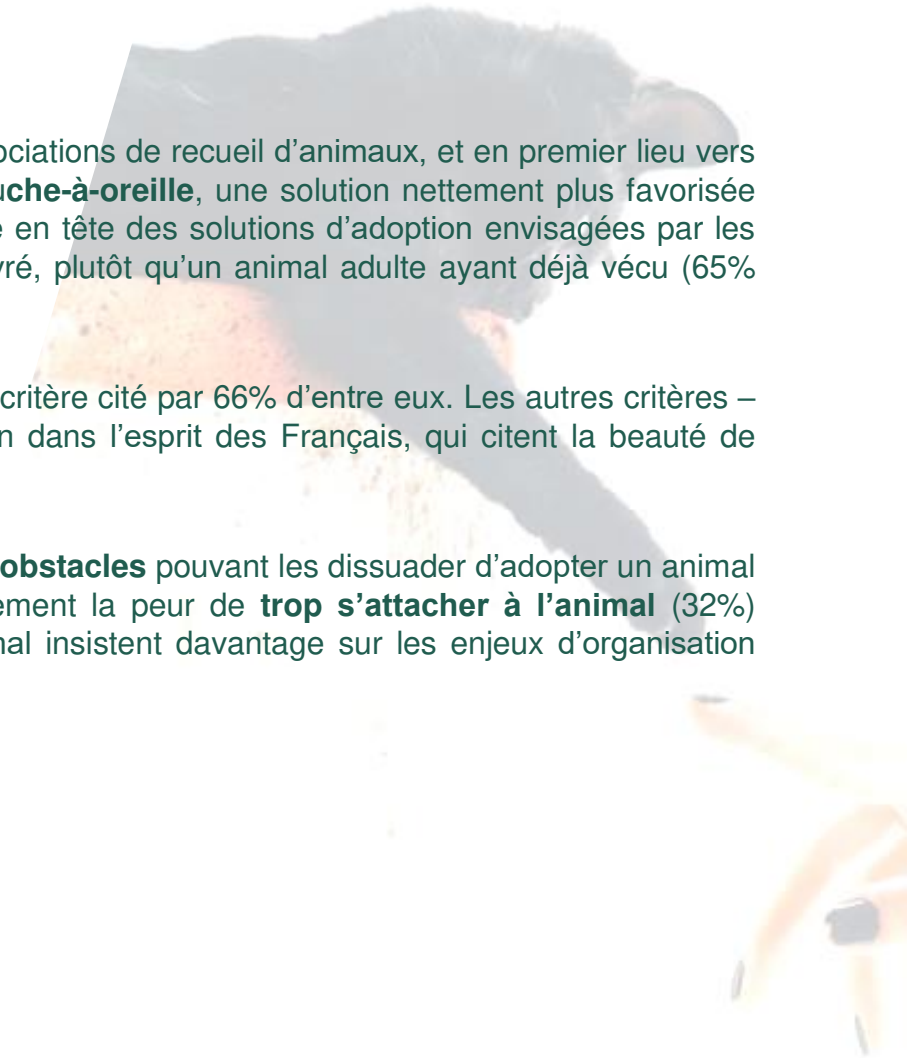 ociations de recueil d'animaux, et en premier lieu vers
uche-à-oreille, une solution nettement plus favorisée
e en tête des solutions d'adoption envisagées par les
vré, plutôt qu'un animal adulte ayant déjà vécu (65%
critère cité par 66% d'entre eux. Les autres critères –
n dans l'esprit des Français, qui citent la beauté de
obstacles pouvant les dissuader d'adopter un animal
ement la peur de trop s'attacher à l'animal (32%)
nal insistent davantage sur les enjeux d'organisation